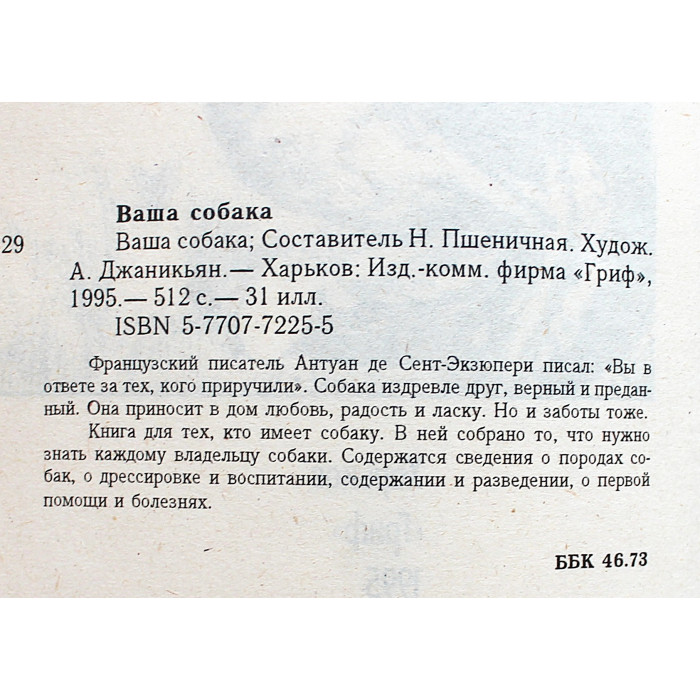 Ваша собака
29 Ваша собака; Составитель Н. Пшеничная. Худож.
А. Джаникьян.— Харьков: Изд.-комм. фирма «Гриф»,
1995.— 512 с.— 31 илл.
ISBN 5-7707-7225-5
Французский писатель Антуан де Сент-Экзюпери писал: «Вы в
ответе за тех, кого приручили». Собака издревле друг, верный и предан-
ный. Она приносит в дом любовь, радость и ласку. Но и заботы тоже.
Книга для тех, кто имеет собаку. В ней собрано то, что нужно
знать каждому владельцу собаки. Содержатся сведения о породах со-
бак, о дрессировке и воспитании, содержании и разведении, о первой
помощи и болезнях.
ББК 46.73